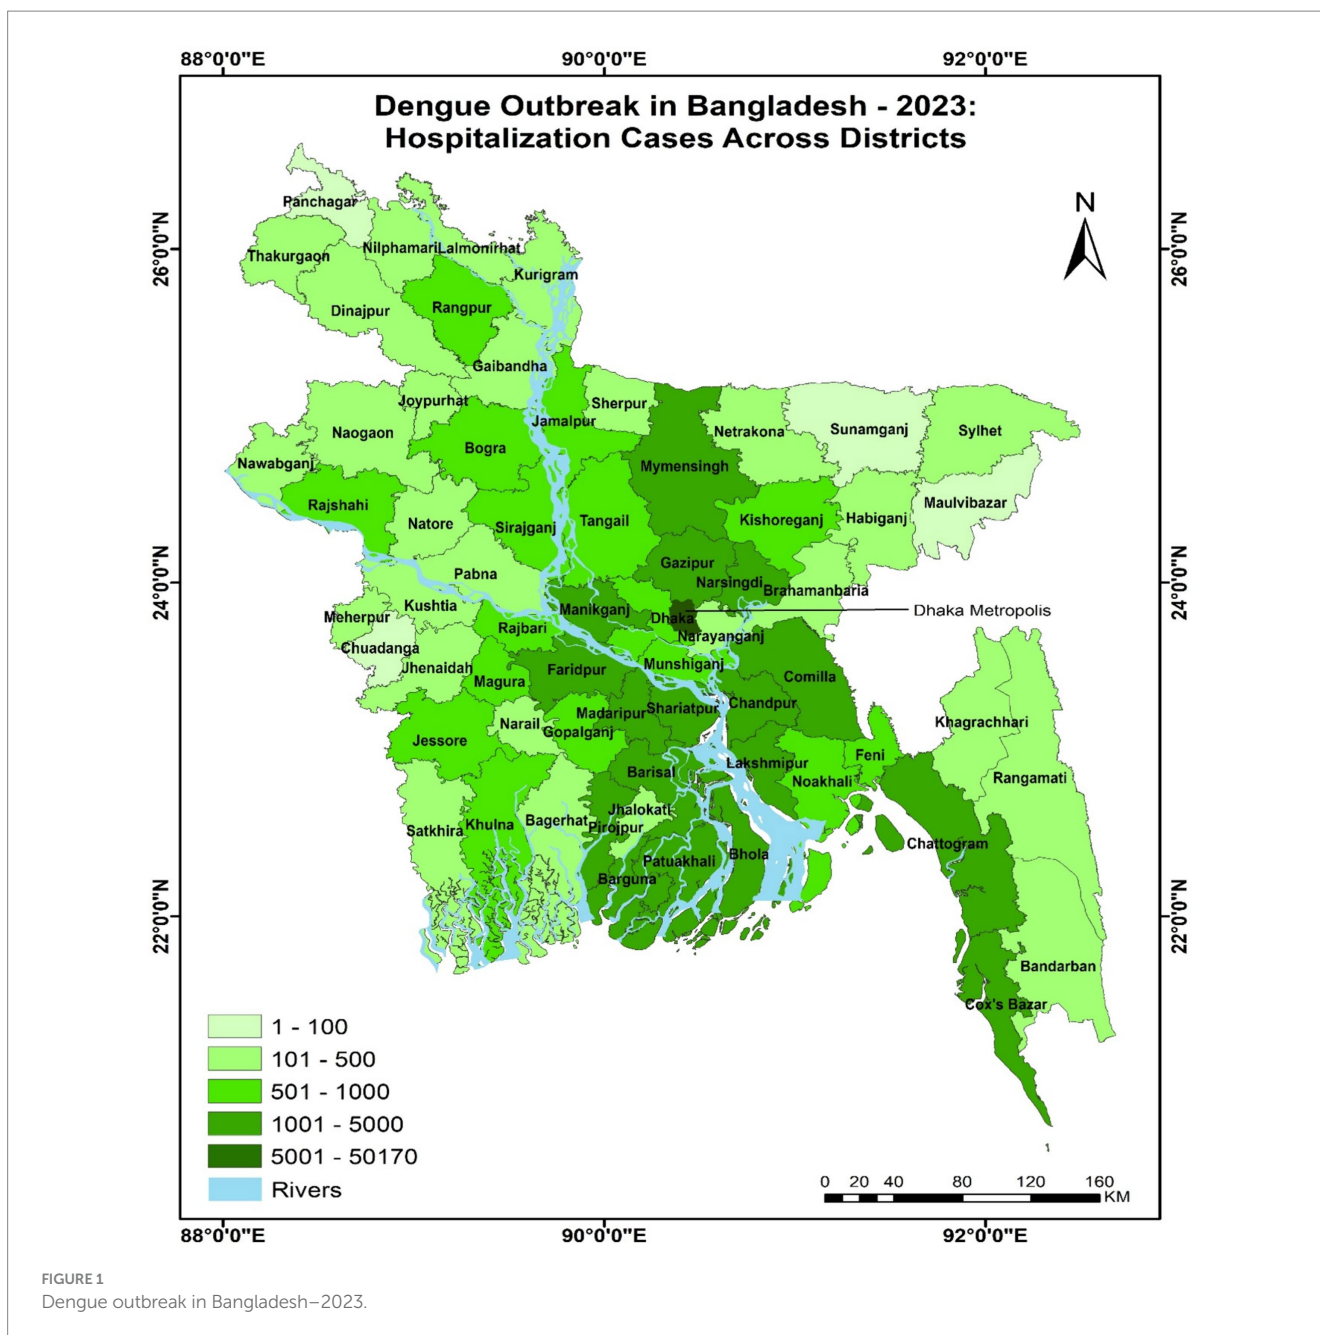 88°0'0"E 90°0'0"E 92°0'0"E
Dengue Outbreak in Bangladesh - 2023:
Hospitalization Cases Across Districts
N
26°0'0"N
26°0'0"N
24°0'0"N
24°0'0"N
22°0'0"N
22°0'0"N
Panchagar
Thakurgaon
Nilphamari
Lalmonirhat
Kurigram
Dinajpur
Rangpur
Gaibandha
Joypurhat
Sherpur
Jamalpur
Naogaon
Bogra
Netrakona
Sunamganj
Sylhet
Nawabganj
Mymensingh
Rajshahi
Natore
Sirajganj
Tangail
Kishoreganj
Habiganj
Maulvibazar
Pabna
Gazipur
Narsingdi
Brahamanbaria
Kushtia
Meherpur
Manikganj
Dhaka
Dhaka Metropolis
Rajbari
Narayanganj
Chuadanga
Jhenaidah
Magura
Faridpur
Munshiganj
Comilla
Narail
Madaripur
Shariatpur
Chandpur
Khagrachhari
Jessore
Gopalganj
Feni
Barisal
Lakshmipur
Noakhali
Rangamati
Satkhira
Khulna
Bagerhat
Jhalokati
Pirojpur
Patuakhali
Bhola
Chattogram
Barguna
Bandarban
Cox's Bazar
1 - 100
101 - 500
501 - 1000
1001 - 5000
5001 - 50170
Rivers
0 20 40 80 120 160
KM
88°0'0"E 90°0'0"E 92°0'0"E
FIGURE 1
Dengue outbreak in Bangladesh–2023.